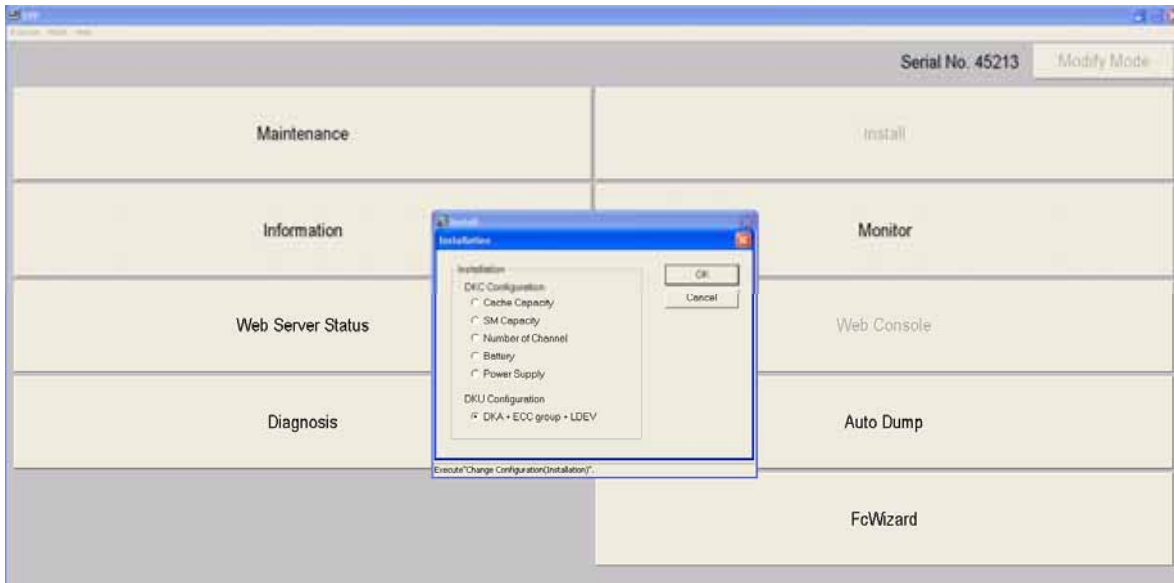 SVP
Serial No. 45213
Modify Mode
Maintenance
Install
Information
Monitor
Web Server Status
Web Console
Diagnosis
Auto Dump
FcWizard
Install
Installation
Installation
DKC Configuration
Cache Capacity
SM Capacity
Number of Channel
Battery
Power Supply
DKU Configuration
DKA + ECC group + LDEV
OK
Cancel
Execute"Change Configuration(Installation)".